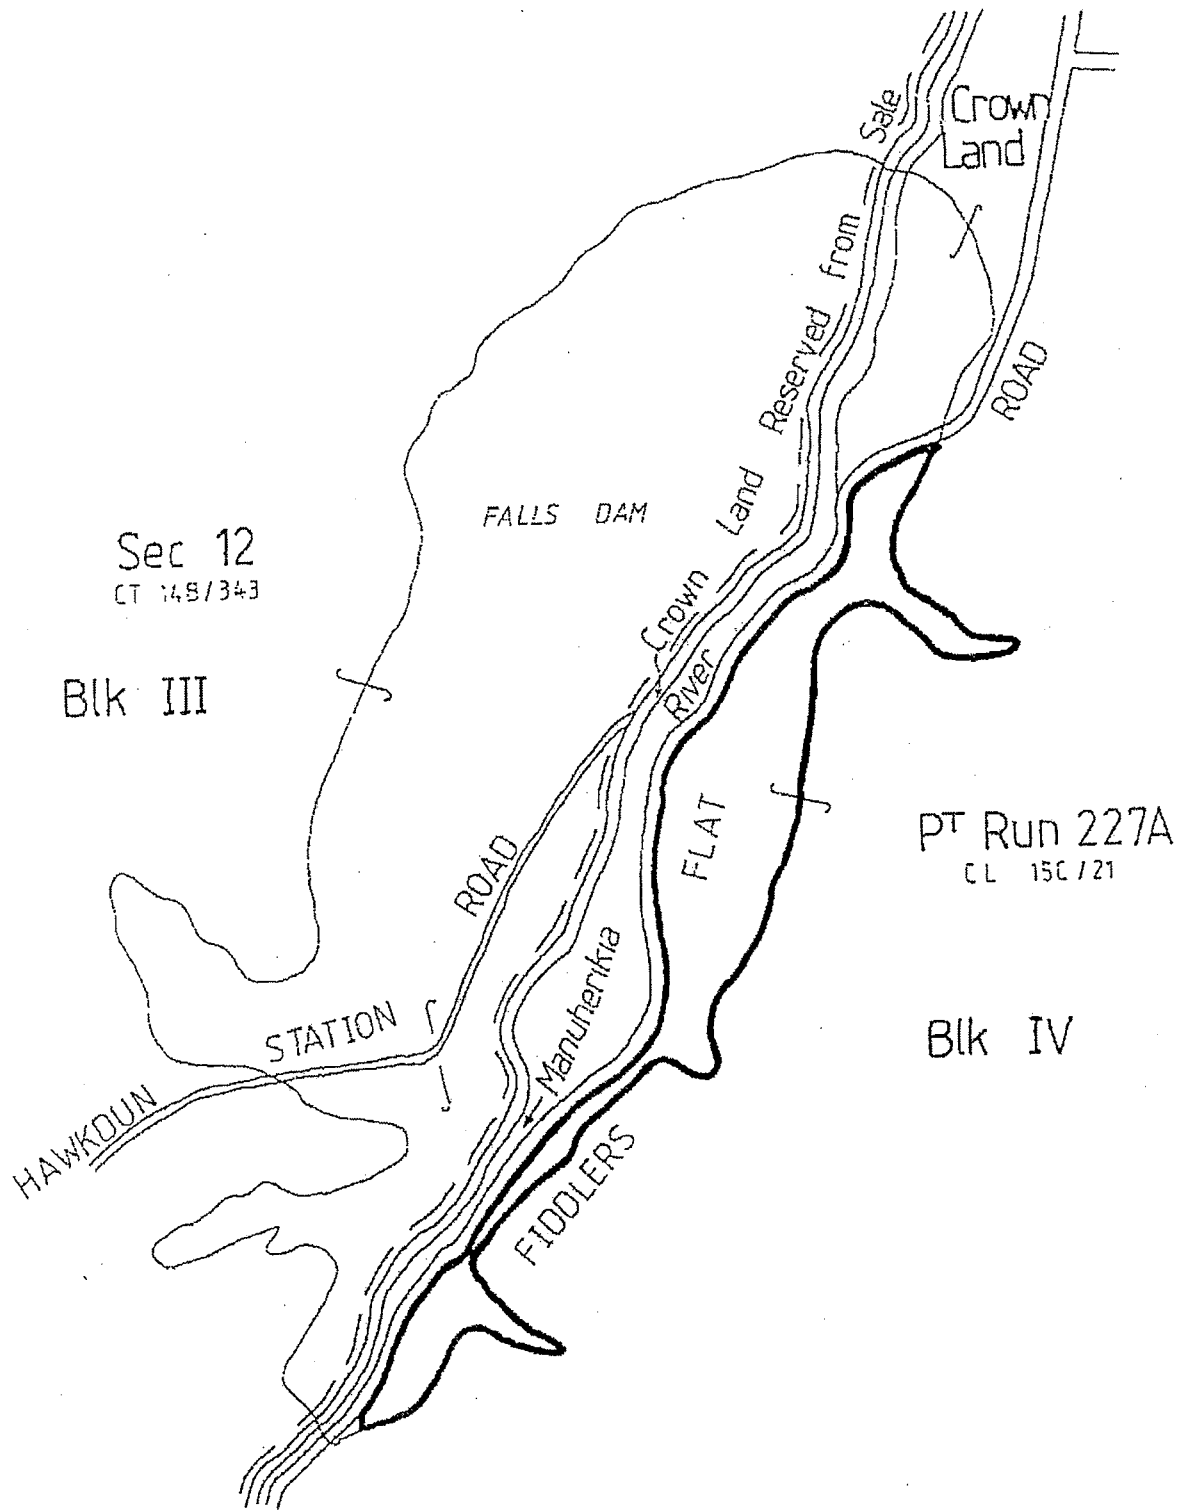 Crown
Land
Crown Land Reserved from Sale
ROAD
FALLS DAM
Sec 12
CT 14B/343
Blk III
River
FLAT
ROAD
Pᵀ Run 227A
CL 15C/21
Manuherikia
STATION
Blk IV
HAWKDUN
FIDDLERS